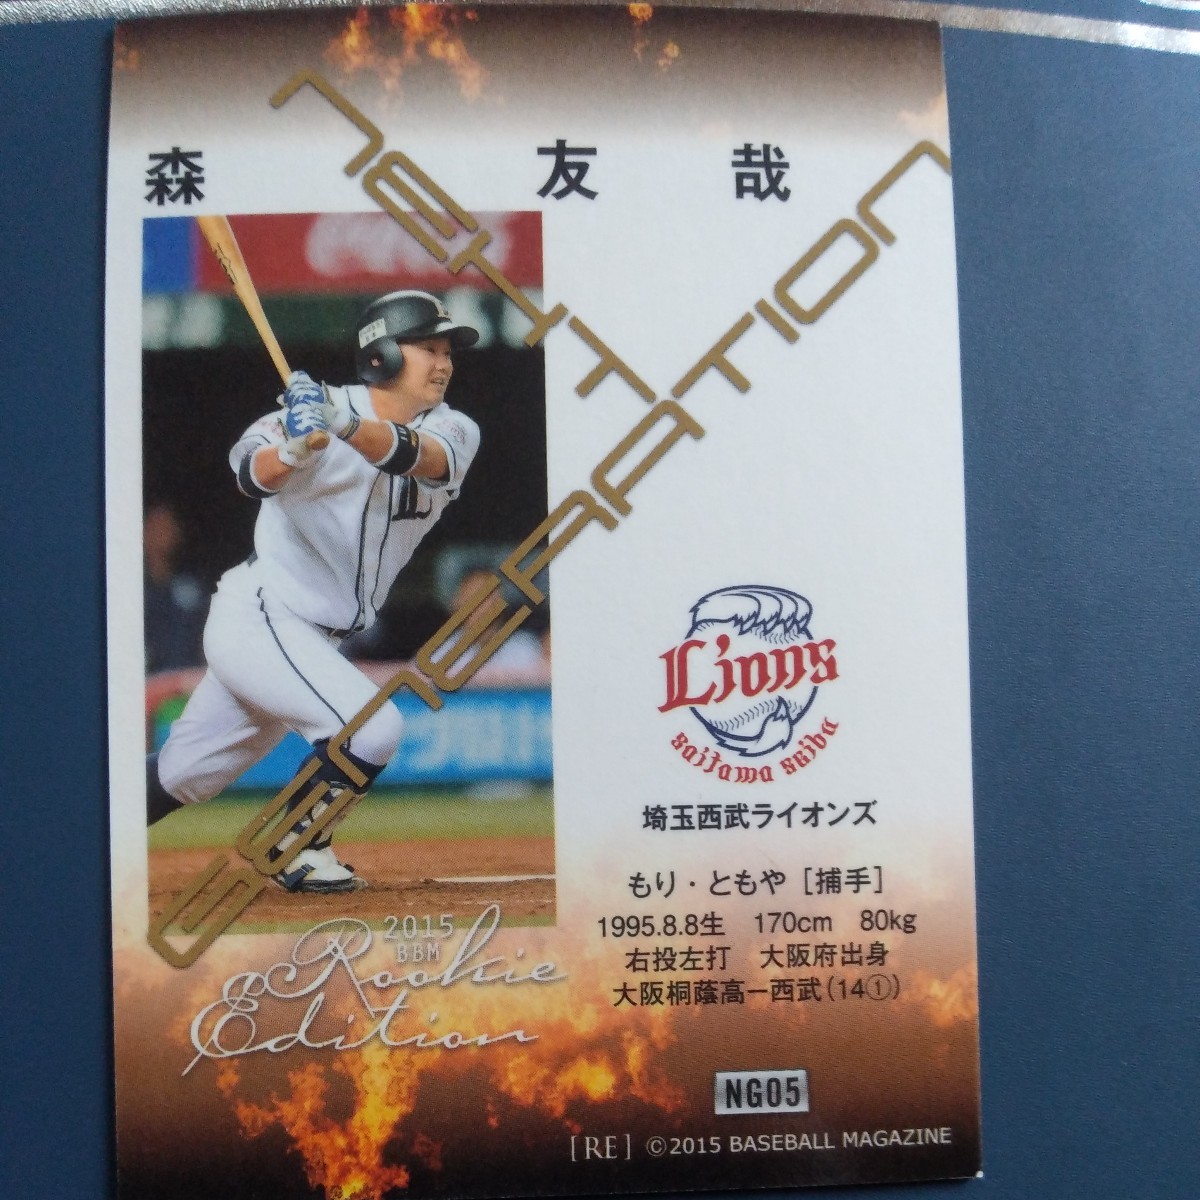 森 友 哉
NEXT
GENERATION
Lions
saitama seibu
埼玉西武ライオンズ
もり・ともや［捕手］
1995.8.8生 170cm 80kg
右投左打 大阪府出身
大阪桐蔭高ー西武(14①)
2015
BBM
Rookie
Edition
NG05
[RE] ©2015 BASEBALL MAGAZINE